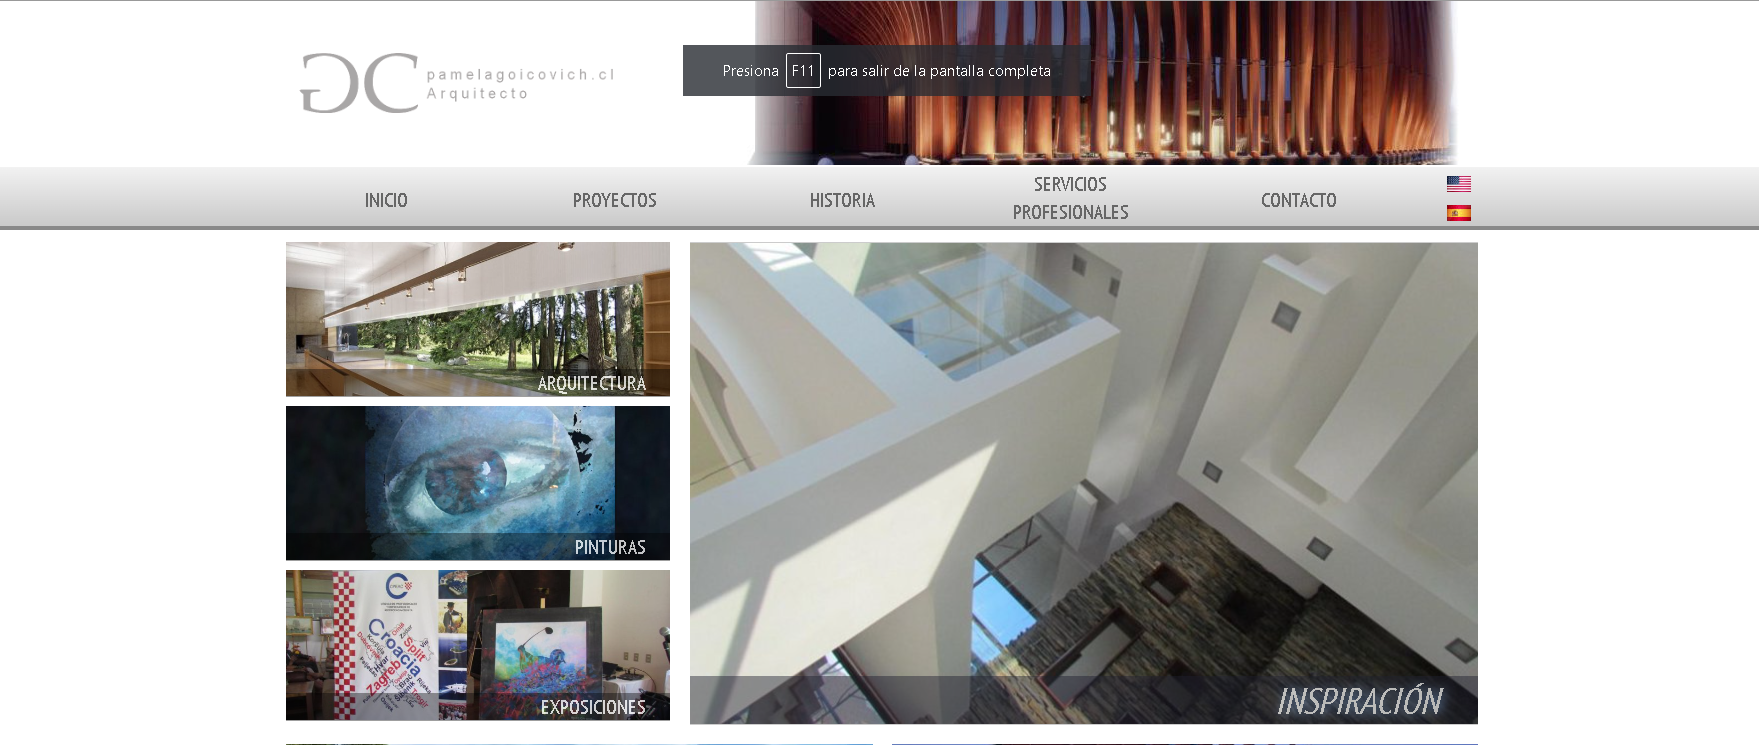 GC
pamelagoicovich.cl
Arquitecto
Presiona F11 para salir de la pantalla completa
INICIO
PROYECTOS
HISTORIA
SERVICIOS
PROFESIONALES
CONTACTO
ARQUITECTURA
PINTURAS
Croacia
Split
Zagreb
EXPOSICIONES
INSPIRACIÓN